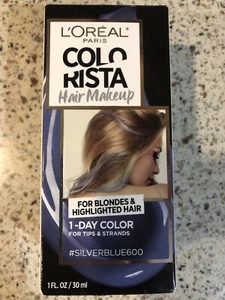 L'ORÉAL
PARIS
COLO
RISTA
Hair Makeup
FOR BLONDES &
HIGHLIGHTED HAIR
1-DAY COLOR
FOR TIPS & STRANDS
#SILVERBLUE600
1 FL OZ / 30 ml